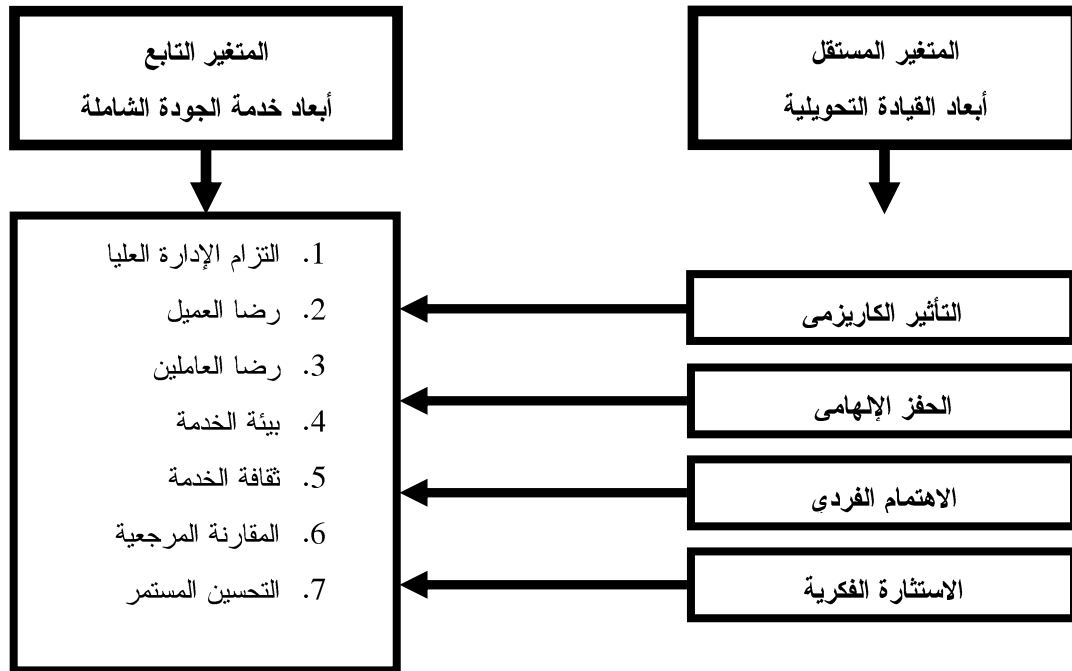 المتغير المستقل
أبعاد القيادة التحويلية
المتغير التابع
أبعاد خدمة الجودة الشاملة
التأثير الكاريزمى
الحفز الإلهامى
الاهتمام الفردي
الاستثارة الفكرية
1. التزام الإدارة العليا
2. رضا العميل
3. رضا العاملين
4. بيئة الخدمة
5. ثقافة الخدمة
6. المقارنة المرجعية
7. التحسين المستمر